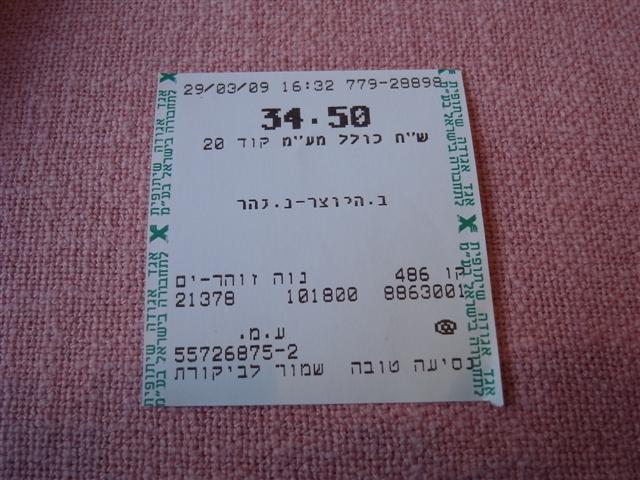 29/03/09 16:32 779-28898
34.50
ש"ח כולל מע"מ קוד 20
ב.היוצר-נ.זהר
קו 486 נוה זוהר-ים
21378 101800 8863001
ע.מ.
55726875-2
נסיעה טובה שמור לביקורת
אגד אגודה שיתופית
לתחבורה בישראל בע"מ
אגד אגודה שיתופית
לתחבורה בישראל בע"מ
אגד אגודה שיתופית
לתחבורה בישראל בע"מ
אגד אגודה שיתופית
לתחבורה בישראל בע"מ